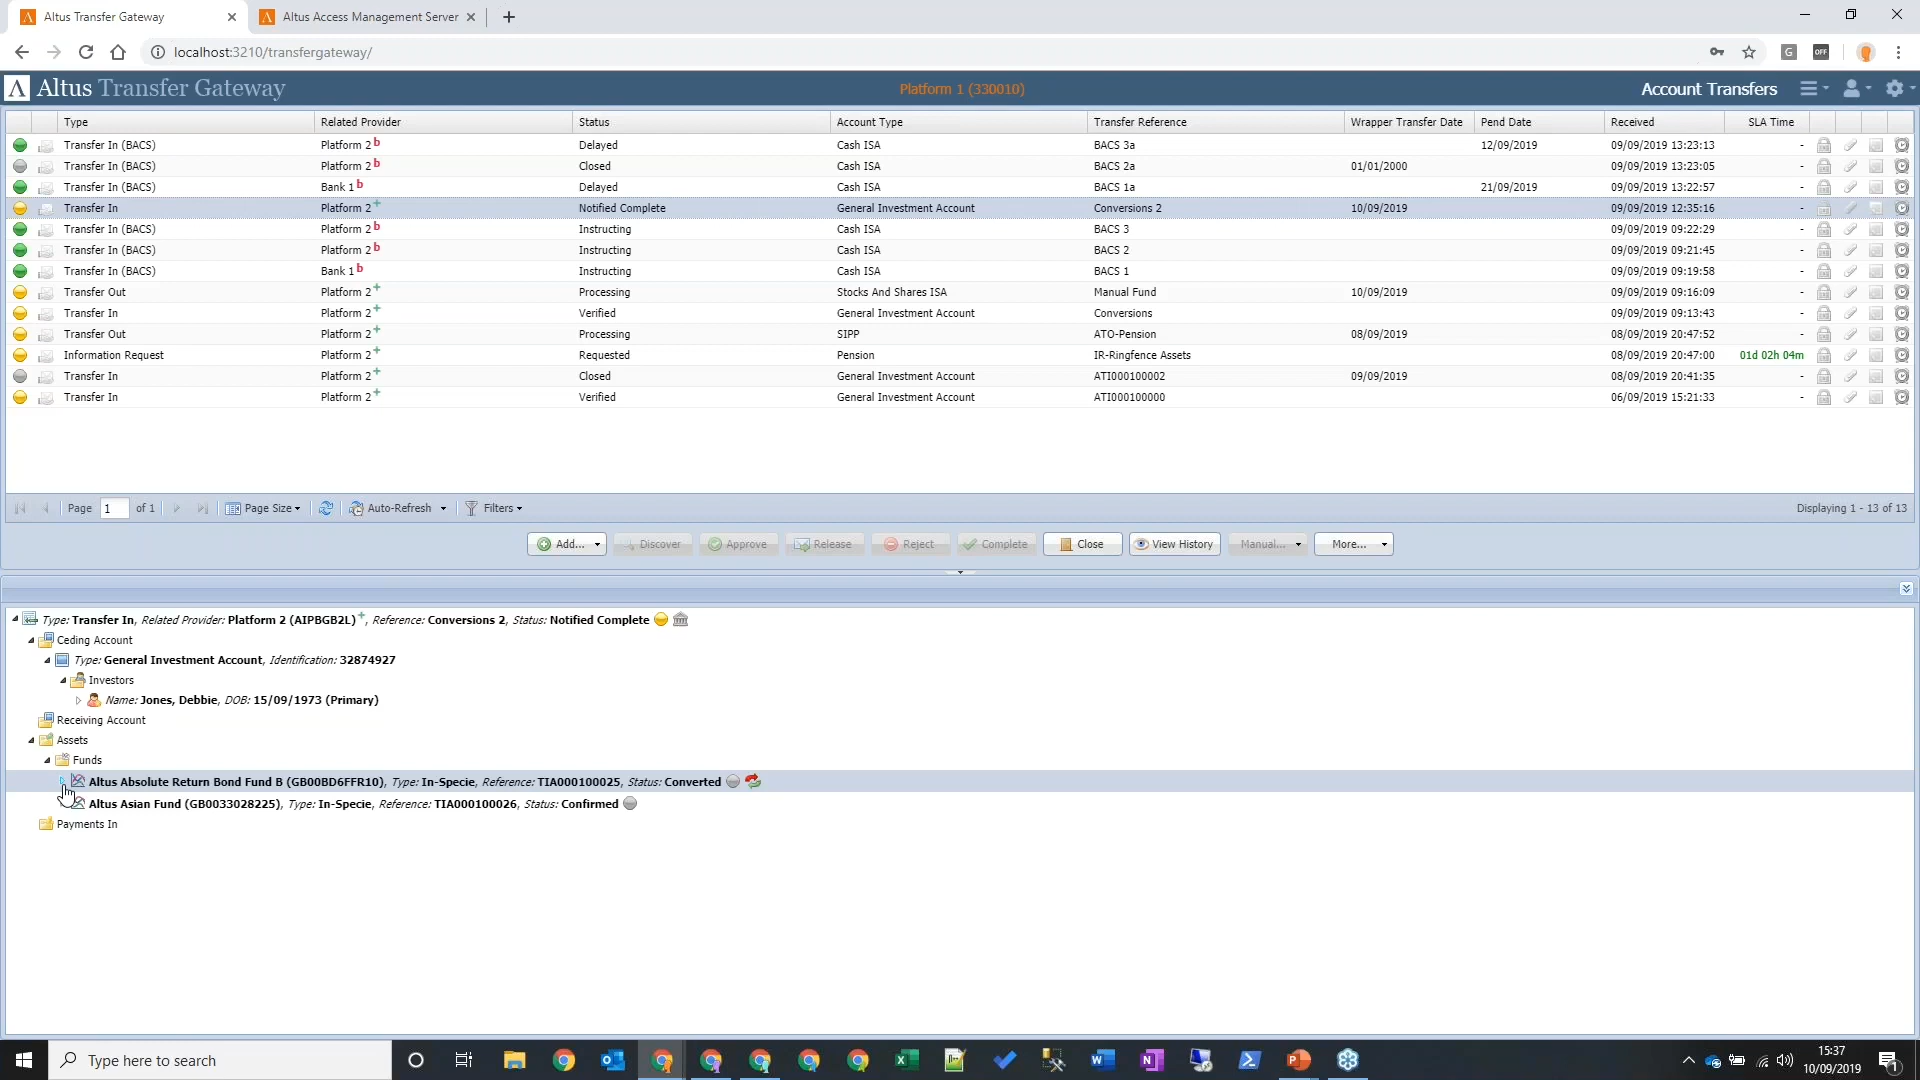 Altus Transfer Gateway
Altus Access Management Server
localhost:3210/transfergateway/
G
OFF
Altus Transfer Gateway
Platform 1 (330010)
Account Transfers
Type Related Provider Status Account Type Transfer Reference Wrapper Transfer Date Pend Date Received SLA Time
Transfer In (BACS) Platform 2 b Delayed Cash ISA BACS 3a 12/09/2019 09/09/2019 13:23:13 -
Transfer In (BACS) Platform 2 b Closed Cash ISA BACS 2a 01/01/2000 09/09/2019 13:23:05 -
Transfer In (BACS) Bank 1 b Delayed Cash ISA BACS 1a 21/09/2019 09/09/2019 13:22:57 -
Transfer In Platform 2 + Notified Complete General Investment Account Conversions 2 10/09/2019 09/09/2019 12:35:16 -
Transfer In (BACS) Platform 2 b Instructing Cash ISA BACS 3 09/09/2019 09:22:29 -
Transfer In (BACS) Platform 2 b Instructing Cash ISA BACS 2 09/09/2019 09:21:45 -
Transfer In (BACS) Bank 1 b Instructing Cash ISA BACS 1 09/09/2019 09:19:58 -
Transfer Out Platform 2 + Processing Stocks And Shares ISA Manual Fund 10/09/2019 09/09/2019 09:16:09 -
Transfer In Platform 2 + Verified General Investment Account Conversions 09/09/2019 09:13:43 -
Transfer Out Platform 2 + Processing SIPP ATO-Pension 08/09/2019 08/09/2019 20:47:52 -
Information Request Platform 2 + Requested Pension IR-Ringfence Assets 08/09/2019 20:47:00 01d 02h 04m
Transfer In Platform 2 + Closed General Investment Account ATI000100002 09/09/2019 08/09/2019 20:41:35 -
Transfer In Platform 2 + Verified General Investment Account ATI000100000 06/09/2019 15:21:33 -
Page 1 of 1 Page Size Auto-Refresh Filters Displaying 1 - 13 of 13
Add... Discover Approve Release Reject Complete Close View History Manual... More...
Type: Transfer In, Related Provider: Platform 2 (AIPBGB2L) +, Reference: Conversions 2, Status: Notified Complete
Ceding Account
Type: General Investment Account, Identification: 32874927
Investors
Name: Jones, Debbie, DOB: 15/09/1973 (Primary)
Receiving Account
Assets
Funds
Altus Absolute Return Bond Fund B (GB00BD6FFR10), Type: In-Specie, Reference: TIA000100025, Status: Converted
Altus Asian Fund (GB0033028225), Type: In-Specie, Reference: TIA000100026, Status: Confirmed
Payments In
Type here to search
15:37
10/09/2019
1